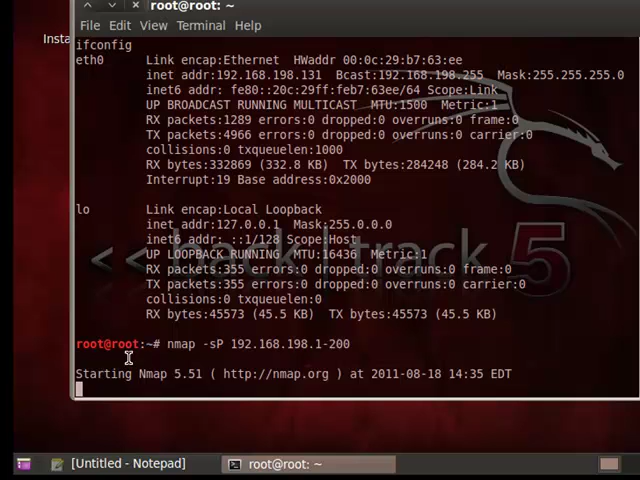 root@root: ~
File Edit View Terminal Help
Insta
ifconfig
eth0 Link encap:Ethernet HWaddr 00:0c:29:b7:63:ee
inet addr:192.168.198.131 Bcast:192.168.198.255 Mask:255.255.255.0
inet6 addr: fe80::20c:29ff:feb7:63ee/64 Scope:Link
UP BROADCAST RUNNING MULTICAST MTU:1500 Metric:1
RX packets:1289 errors:0 dropped:0 overruns:0 frame:0
TX packets:4966 errors:0 dropped:0 overruns:0 carrier:0
collisions:0 txqueuelen:1000
RX bytes:332869 (332.8 KB) TX bytes:284248 (284.2 KB)
Interrupt:19 Base address:0x2000
lo Link encap:Local Loopback
inet addr:127.0.0.1 Mask:255.0.0.0
inet6 addr: ::1/128 Scope:Host
UP LOOPBACK RUNNING MTU:16436 Metric:1
<< back | track 5
RX packets:355 errors:0 dropped:0 overruns:0 frame:0
TX packets:355 errors:0 dropped:0 overruns:0 carrier:0
collisions:0 txqueuelen:0
RX bytes:45573 (45.5 KB) TX bytes:45573 (45.5 KB)
root@root:~# nmap -sP 192.168.198.1-200
Starting Nmap 5.51 ( http://nmap.org ) at 2011-08-18 14:35 EDT
[Untitled - Notepad]
root@root: ~